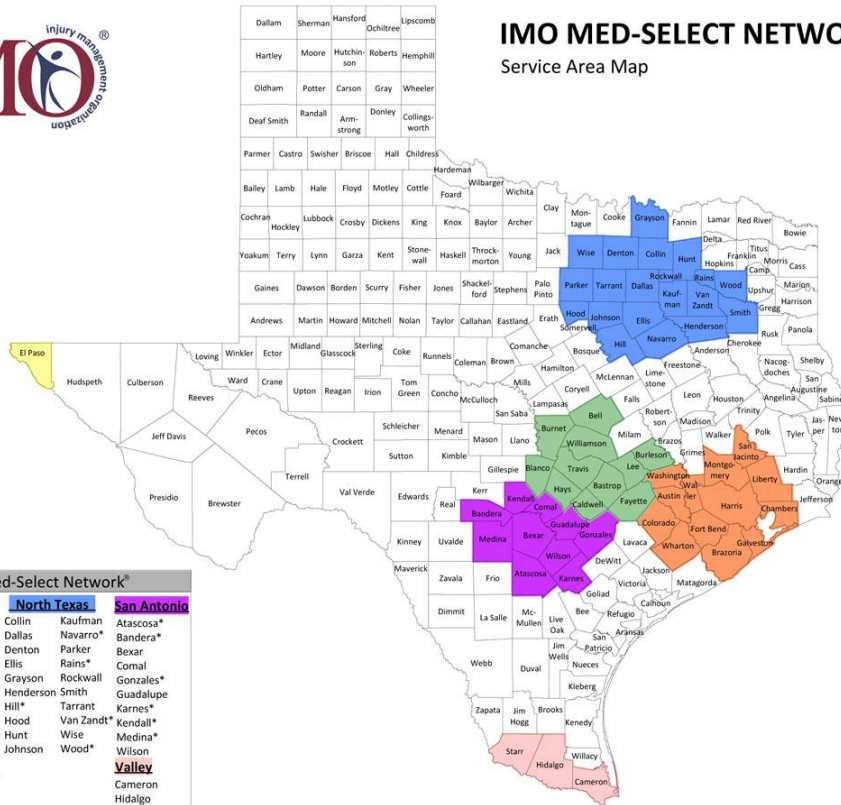 injury management
organization
®
MO
IMO MED-SELECT NETWO
Service Area Map
Dallam Sherman Hansford Ochiltree Lipscomb
Hartley Moore Hutchin-son Roberts Hemphill
Oldham Potter Carson Gray Wheeler
Deaf Smith Randall Arm-strong Donley Collings-worth
Parmer Castro Swisher Briscoe Hall Childress
Hardeman
Bailey Lamb Hale Floyd Motley Cottle Foard Wilbarger Wichita
Clay Mon-tague Cooke Grayson Fannin Lamar Red River Bowie
Cochran Hockley Lubbock Crosby Dickens King Knox Baylor Archer
Delta Titus Franklin Morris Cass
Yoakum Terry Lynn Garza Kent Stone-wall Haskell Throck-morton Young Jack Wise Denton Collin Hunt Hopkins Camp
Rockwall Rains Wood Upshur Marion
Gaines Dawson Borden Scurry Fisher Jones Shackel-ford Stephens Palo Pinto Parker Tarrant Dallas Kauf-man Van Zandt Gregg Harrison
Andrews Martin Howard Mitchell Nolan Taylor Callahan Eastland Erath Hood Johnson Ellis Henderson Smith
Somervell Hill Navarro Cherokee Rusk Panola
El Paso Hudspeth Culberson Loving Winkler Ector Midland Glasscock Sterling Coke Runnels Coleman Brown Comanche Bosque Freestone Anderson
Reeves Ward Crane Upton Reagan Irion Tom Green Concho McCulloch Mills Hamilton McLennan Lime-stone Nacog-doches Shelby
San Augustine Sabin
San Saba Lampasas Coryell Falls Leon Houston Angelina
Jeff Davis Pecos Crockett Schleicher Menard Mason Llano Burnet Bell Milam Robert-son Madison Trinity
Brazos Grimes Walker Polk Tyler Jas-per New to
Presidio Brewster Terrell Sutton Kimble Gillespie Blanco Williamson Travis Burleson Lee San Jacinto
Val Verde Edwards Kerr Real Kendall Hays Bastrop Washington Montgo-mery Liberty Hardin Orange
Bandera Comal Caldwell Fayette Austin Wal ler Harris Chambers Jefferson
Kinney Uvalde Medina Bexar Guadalupe Gonzales Colorado Fort Bend Galveston
Lavaca Wharton Brazoria
Maverick Zavala Frio Atascosa Wilson Karnes DeWitt Jackson Matagorda
Victoria Calhoun Goliad
Dimmit La Salle Mc-Mullen Live Oak Bee Refugio Aransas
San Patricio
Webb Duval Jim Wells Nueces
Kleberg
Zapata Jim Hogg Brooks Kenedy
Starr Hidalgo Willacy
Cameron
ed-Select Network®
North Texas San Antonio
Collin Kaufman Atascosa*
Dallas Navarro* Bandera*
Denton Parker Bexar
Ellis Rains* Comal
Grayson Rockwall Gonzales*
Henderson Smith Guadalupe
Hill* Tarrant Karnes*
Hood Van Zandt* Kendall*
Hunt Wise Medina*
Johnson Wood* Wilson
Valley
Cameron
Hidalgo